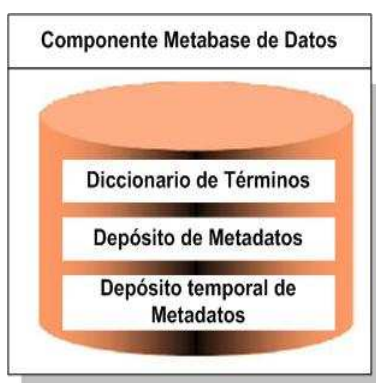 Componente Metabase de Datos
Diccionario de Términos
Depósito de Metadatos
Depósito temporal de
Metadatos